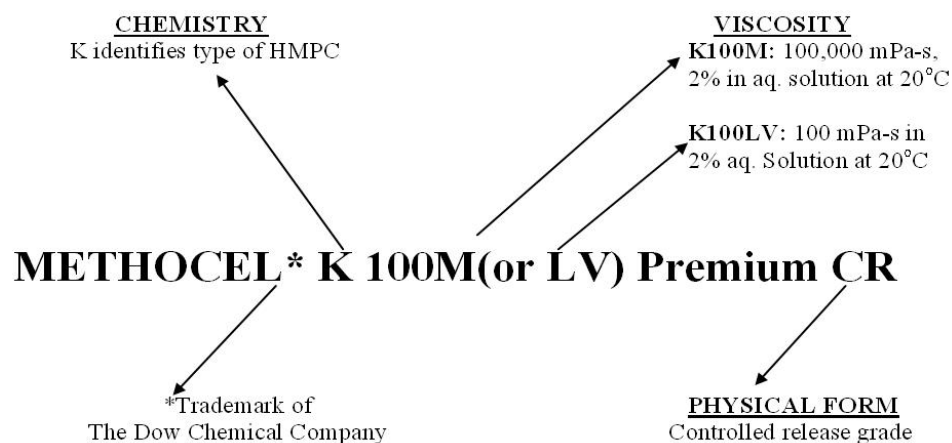 CHEMISTRY
K identifies type of HMPC
VISCOSITY
K100M: 100,000 mPa-s,
2% in aq. solution at 20°C
K100LV: 100 mPa-s in
2% aq. Solution at 20°C
METHOCEL* K 100M(or LV) Premium CR
*Trademark of
The Dow Chemical Company
PHYSICAL FORM
Controlled release grade